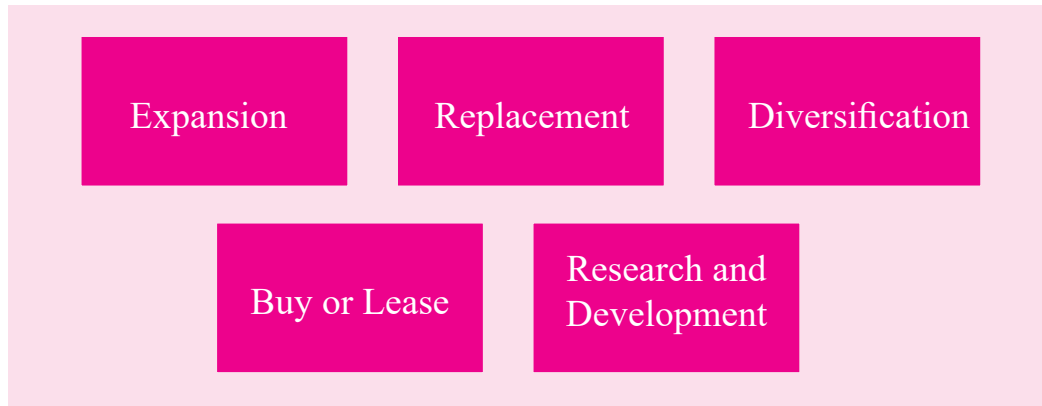 Expansion
Replacement
Diversification
Buy or Lease
Research and
Development